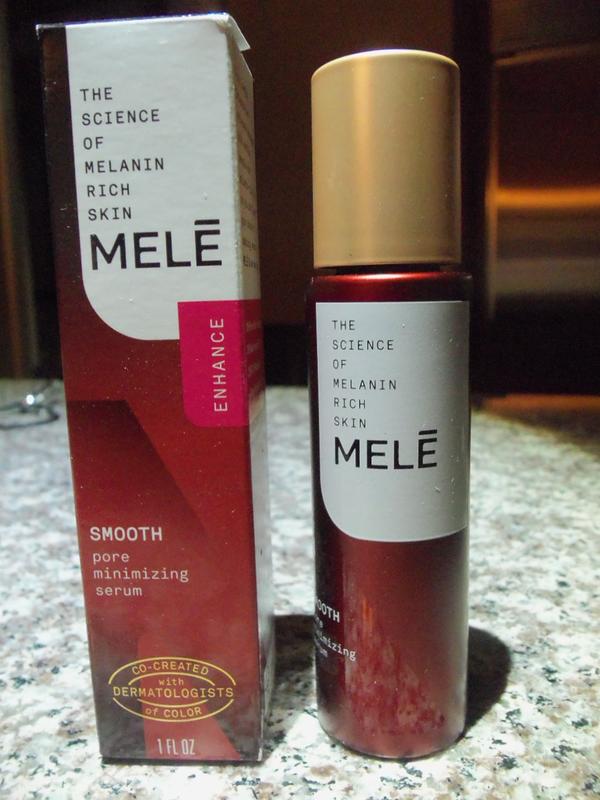 THE
SCIENCE
OF
MELANIN
RICH
SKIN
MELĒ
ENHANCE
SMOOTH
pore
minimizing
serum
CO-CREATED
with
DERMATOLOGISTS
of COLOR
1 FL OZ
THE
SCIENCE
OF
MELANIN
RICH
SKIN
MELĒ